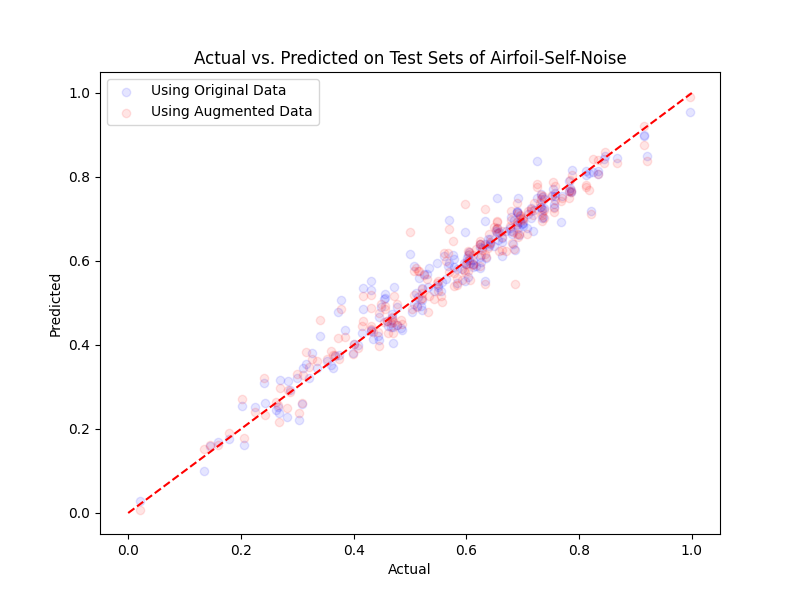 Actual vs. Predicted on Test Sets of Airfoil-Self-Noise
Using Original Data
Using Augmented Data
1.0
0.8
0.6
0.4
0.2
0.0
Predicted
0.0 0.2 0.4 0.6 0.8 1.0
Actual